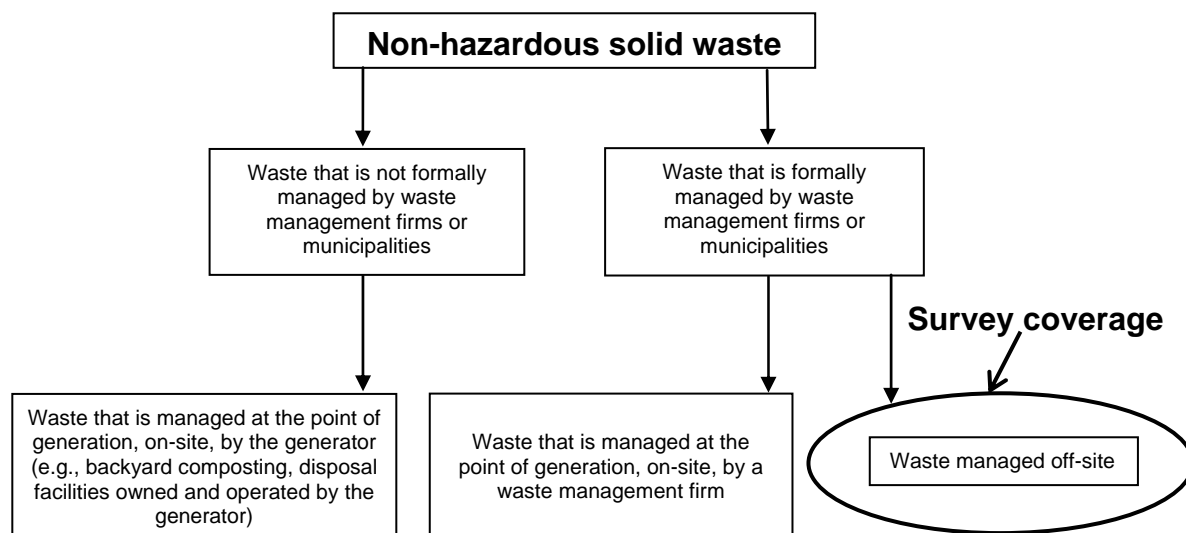 Non-hazardous solid waste
Waste that is not formally
managed by waste
management firms or
municipalities
Waste that is formally
managed by waste
management firms or
municipalities
Survey coverage
Waste that is managed at the point of
generation, on-site, by the generator
(e.g., backyard composting, disposal
facilities owned and operated by the
generator)
Waste that is managed at the
point of generation, on-site, by a
waste management firm
Waste managed off-site